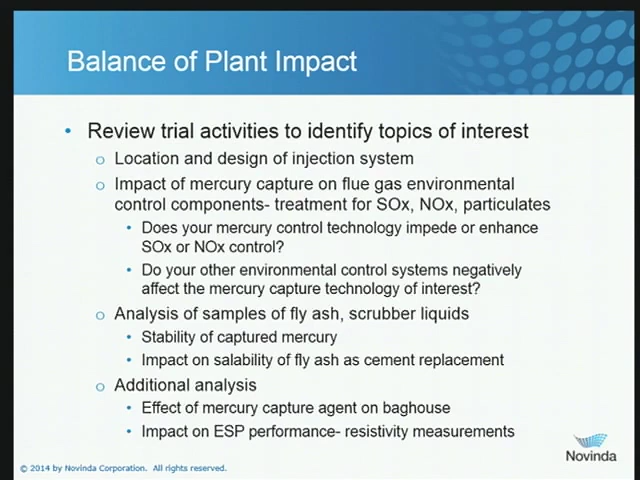 Balance of Plant Impact
• Review trial activities to identify topics of interest
o Location and design of injection system
o Impact of mercury capture on flue gas environmental
control components- treatment for SOx, NOx, particulates
• Does your mercury control technology impede or enhance
SOx or NOx control?
• Do your other environmental control systems negatively
affect the mercury capture technology of interest?
o Analysis of samples of fly ash, scrubber liquids
• Stability of captured mercury
• Impact on salability of fly ash as cement replacement
o Additional analysis
• Effect of mercury capture agent on baghouse
• Impact on ESP performance- resistivity measurements
Novinda
© 2014 by Novinda Corporation. All rights reserved.